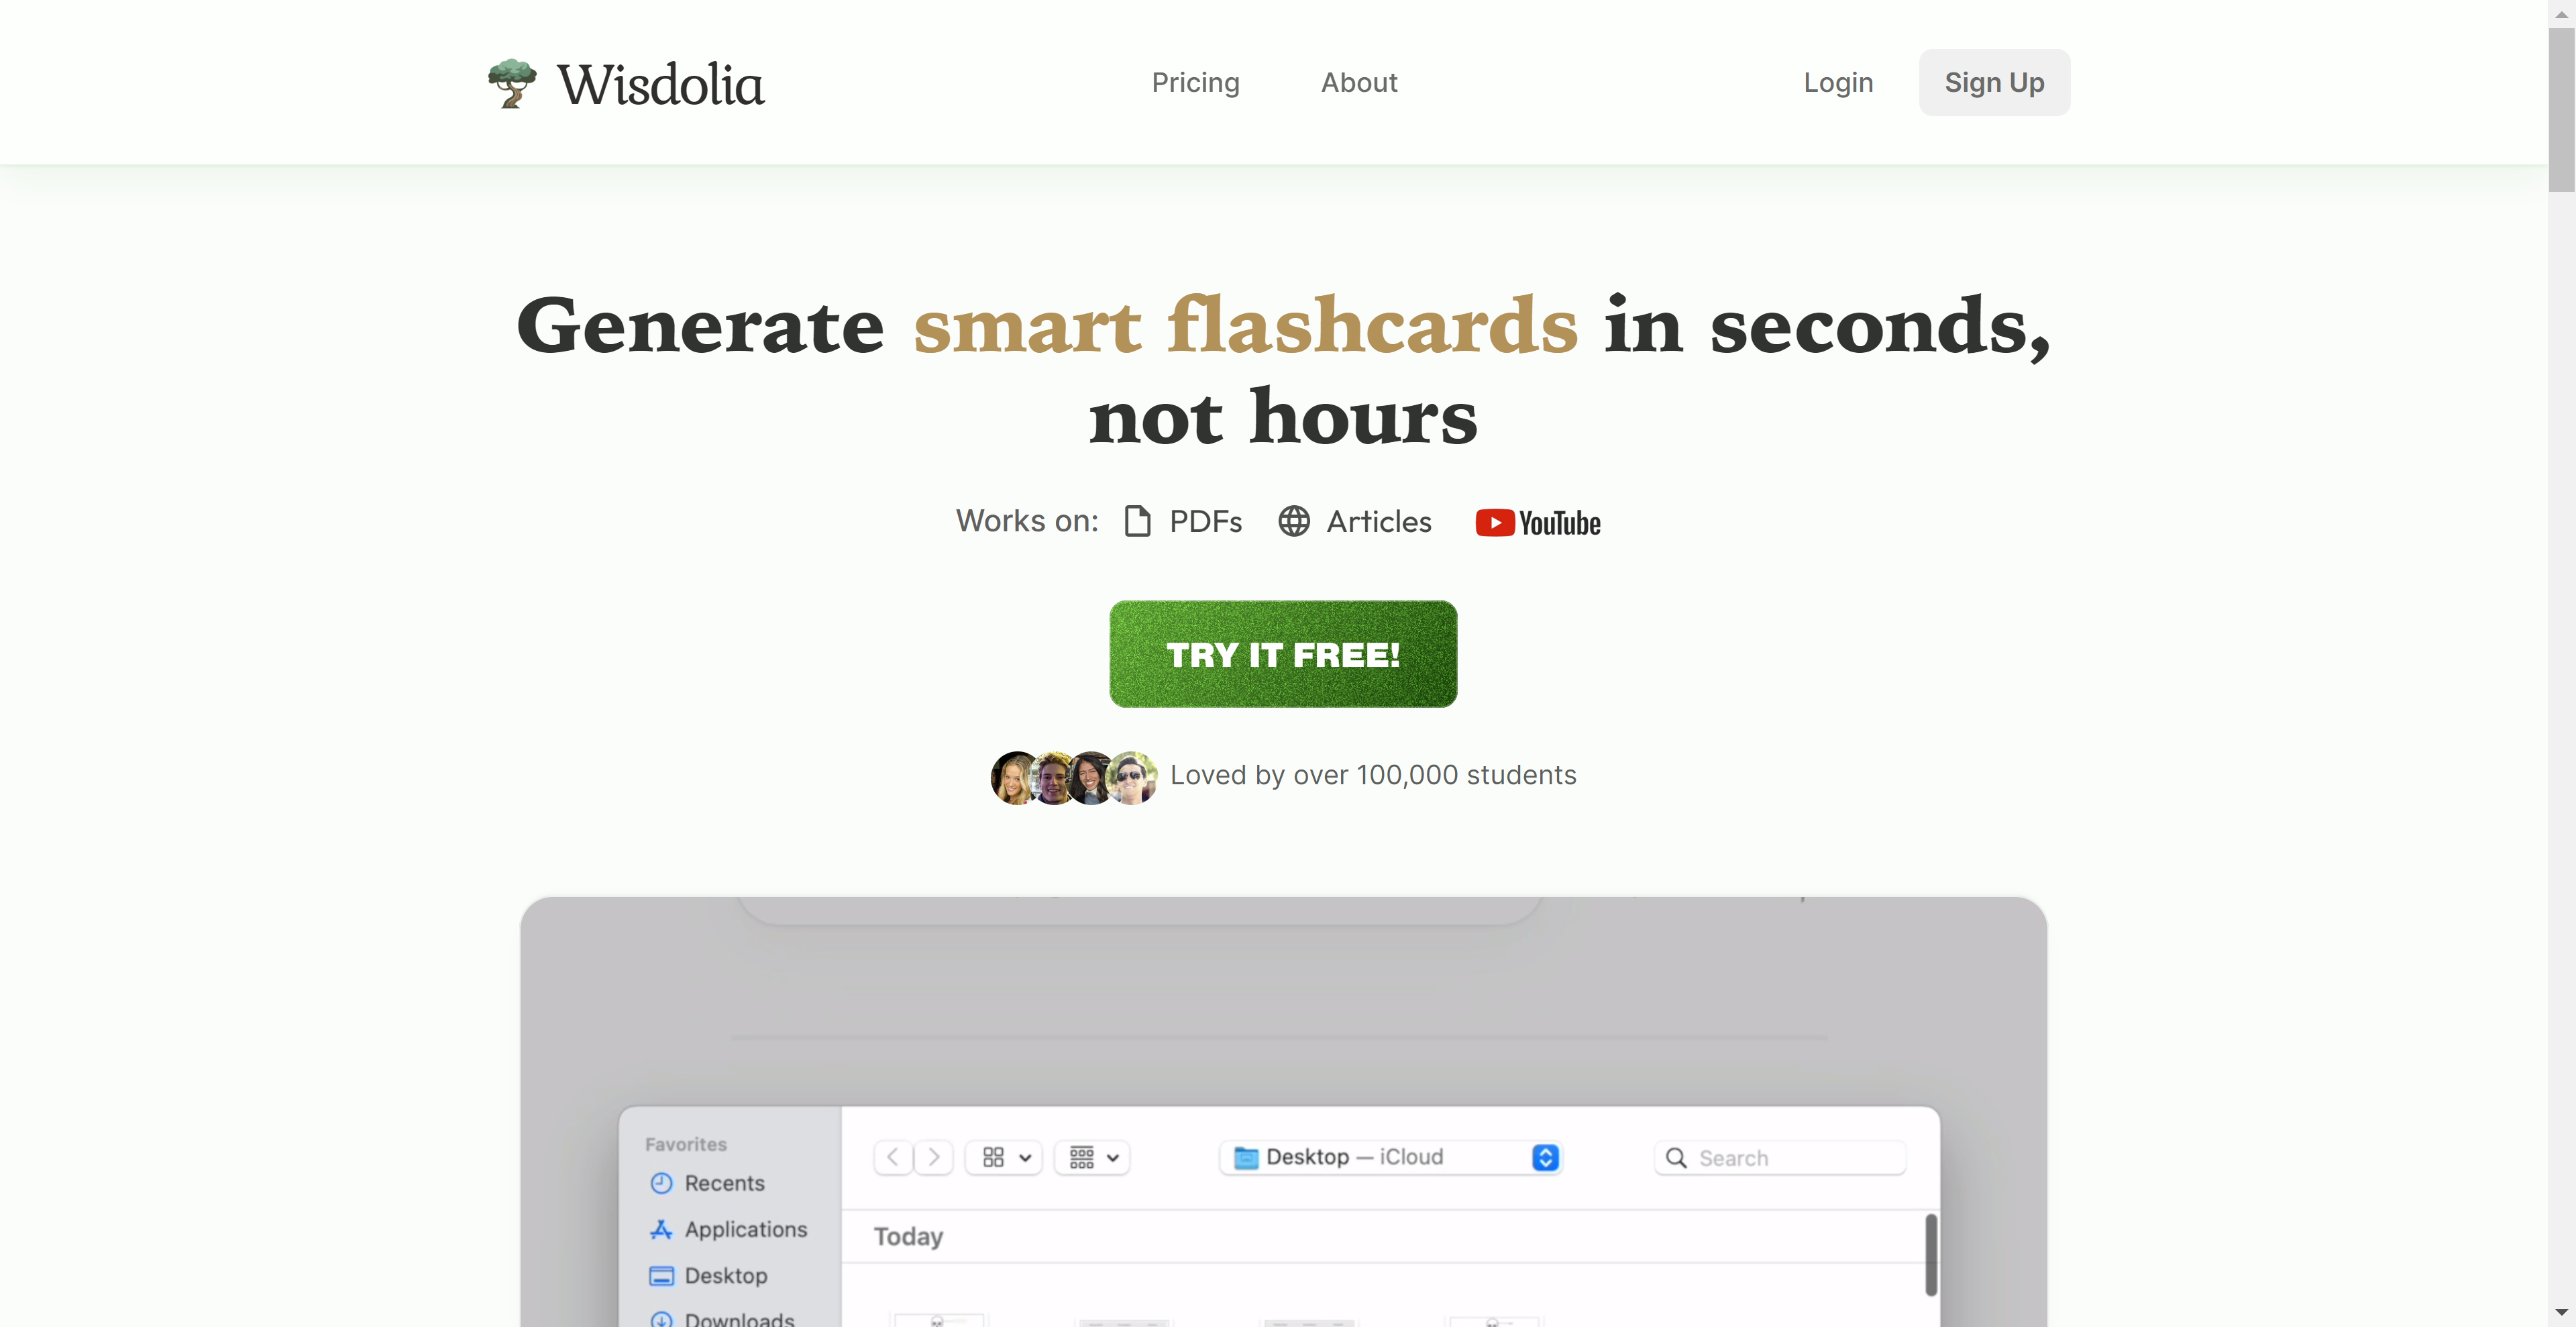 Wisdolia
Pricing
About
Login
Sign Up
Generate smart flashcards in seconds,
not hours
Works on: PDFs Articles YouTube
TRY IT FREE!
Loved by over 100,000 students
Favorites
Recents
Applications
Desktop
Downloads
Desktop — iCloud
Search
Today